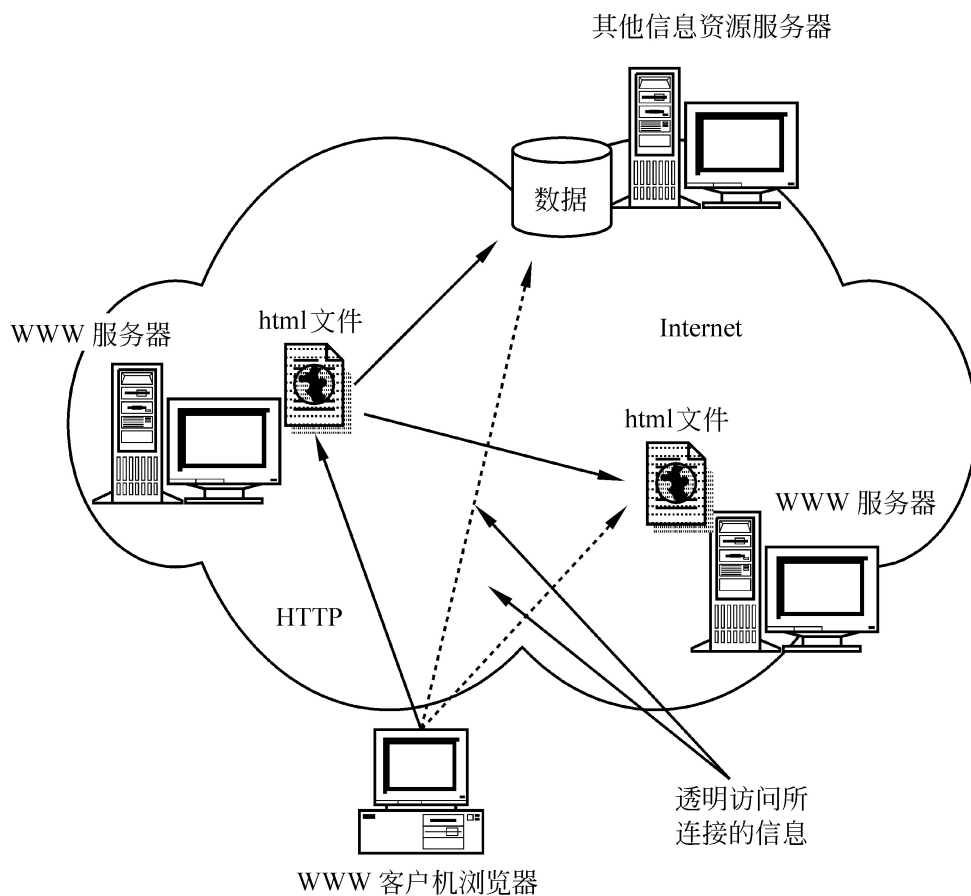 其他信息资源服务器
数据
html文件
WWW 服务器
Internet
html文件
WWW 服务器
HTTP
透明访问所
连接的信息
WWW 客户机浏览器